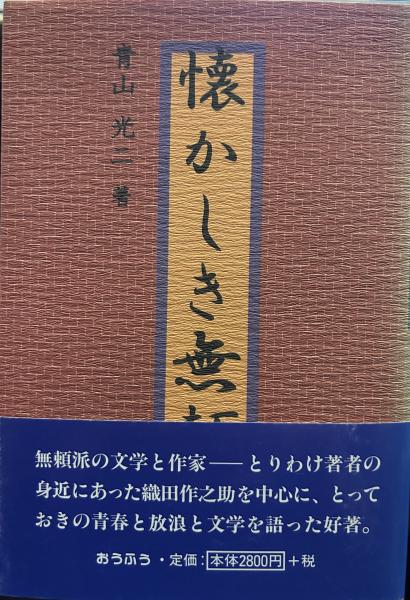 懐かしき無頼
青山光二 著
無頼派の文学と作家──とりわけ著者の
身近にあった織田作之助を中心に、とって
おきの青春と放浪と文学を語った好著。
おうふう・定価：本体2800円＋税